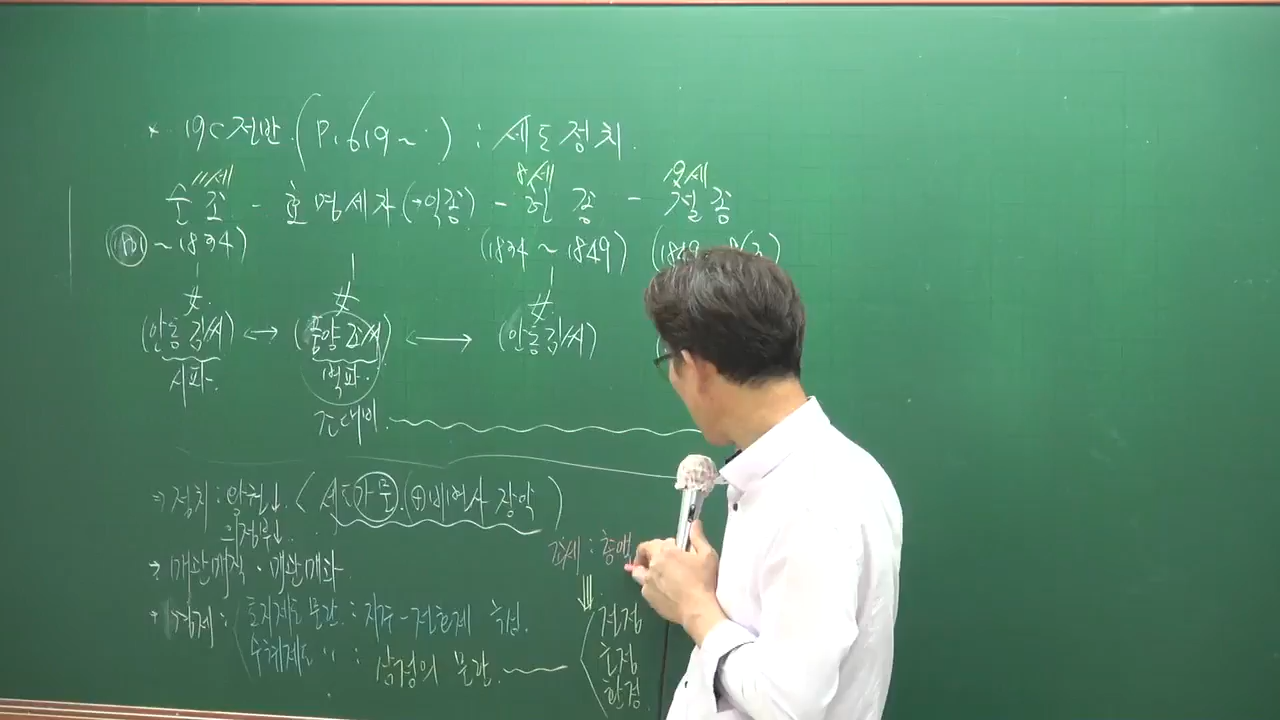 * 19C 전반 (P.619~ ) : 세도정치.
11세 8세 19세
순조 - 효명세자 (→익종) - 헌종 - 철종
(1801 ~ 1834) (1834 ~ 1849) (1849
女 女 女
(안동김씨) ↔ (풍양조씨) ↔ (안동김씨)
시파. 벽파.
조대비.
⇒ 정치 : 왕권↓. < 세도가문. (⊕비변사 장악)
의정부↓
→ 매관매직 · 매관매과
경제 : 토지제도 문란 : 지주-전호제
수취제도 〃 : 삼정의 문란.
조세 : 총액
전정
군정
환정